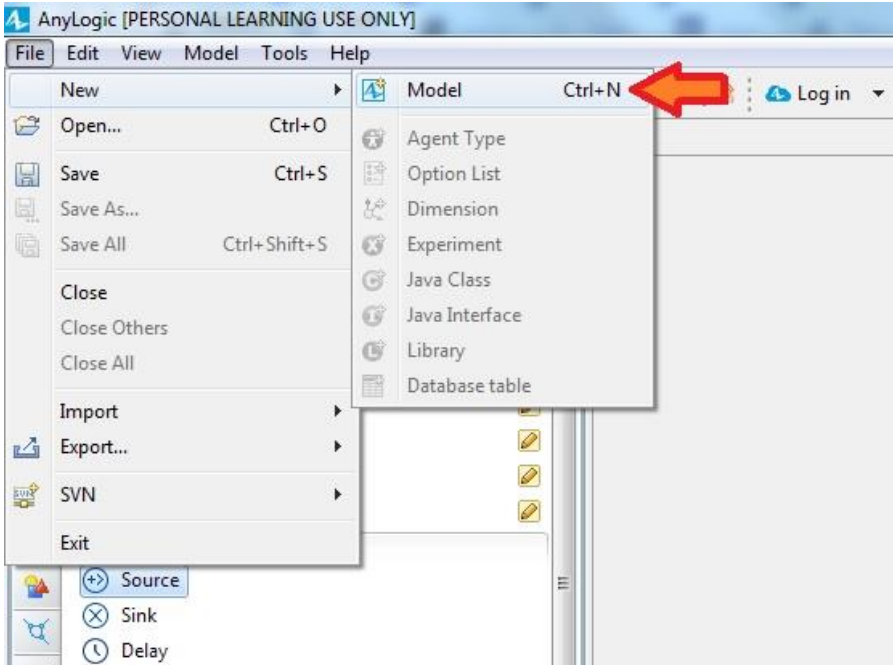 AnyLogic [PERSONAL LEARNING USE ONLY]
File Edit View Model Tools Help
New
Open... Ctrl+O
Save Ctrl+S
Save As...
Save All Ctrl+Shift+S
Close
Close Others
Close All
Import
Export...
SVN
Exit
Model Ctrl+N
Agent Type
Option List
Dimension
Experiment
Java Class
Java Interface
Library
Database table
Log in
Source
Sink
Delay